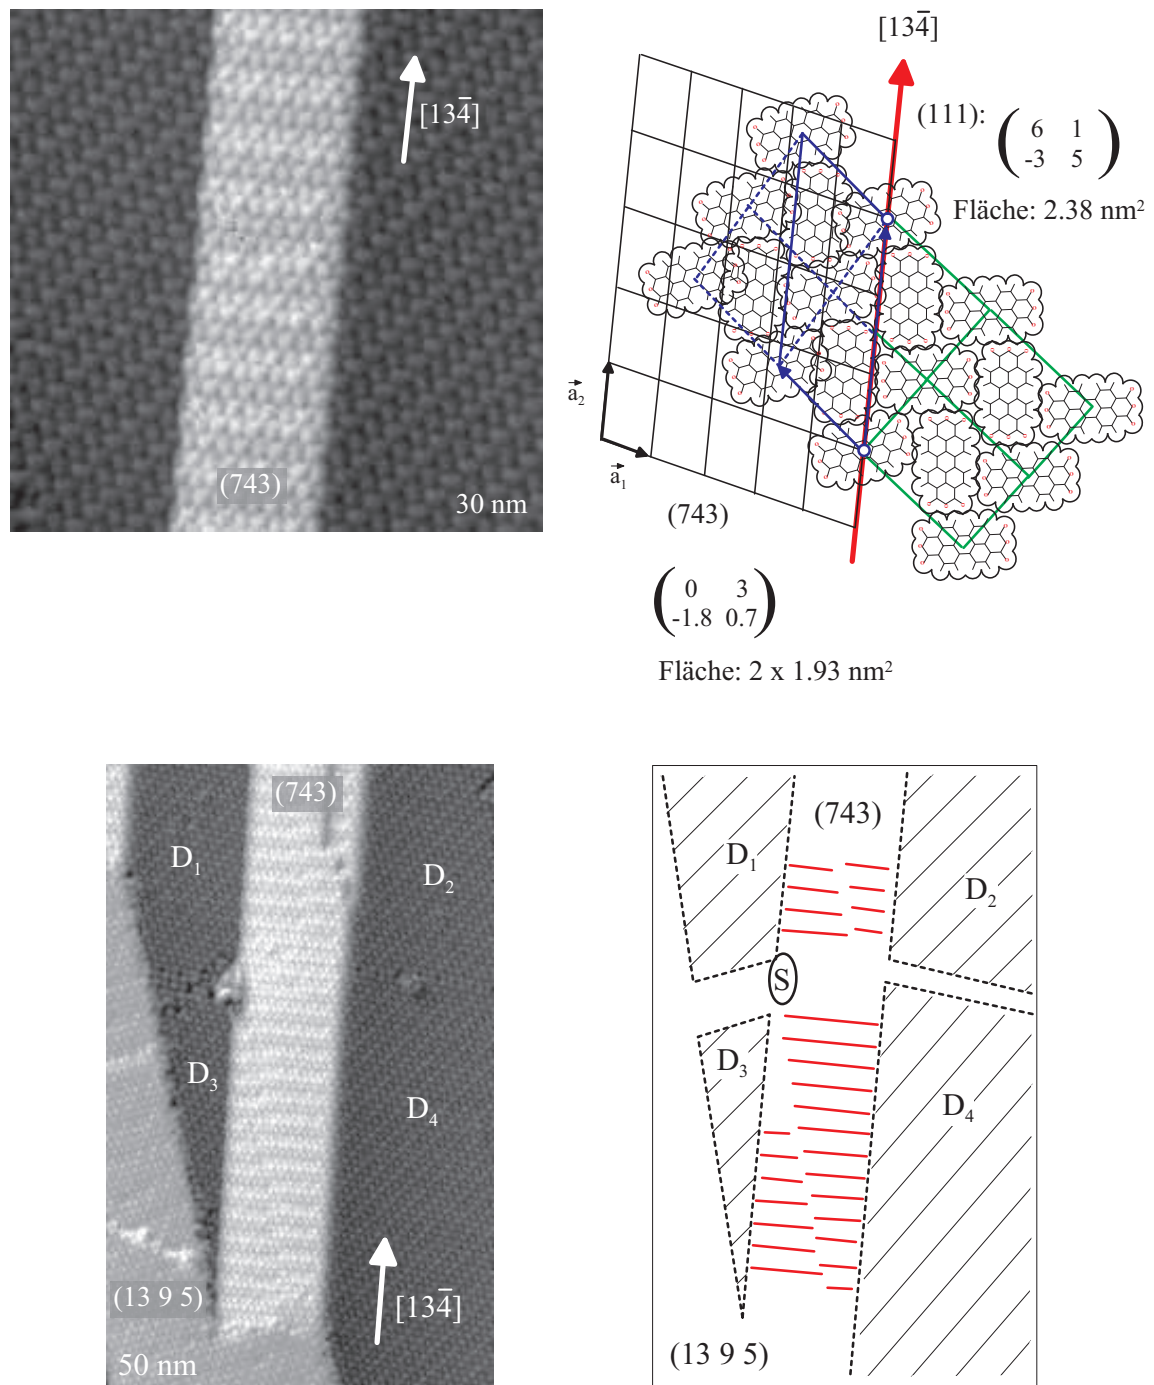 [134̄]
(743)
30 nm
[134̄]
(111):
6 1
-3 5
Fläche: 2.38 nm²
a⃗₂
a⃗₁
(743)
0 3
-1.8 0.7
Fläche: 2 x 1.93 nm²
(743)
D₁
D₂
D₃
D₄
(13 9 5)
[134̄]
50 nm
(743)
D₁
D₂
S
D₃
D₄
(13 9 5)